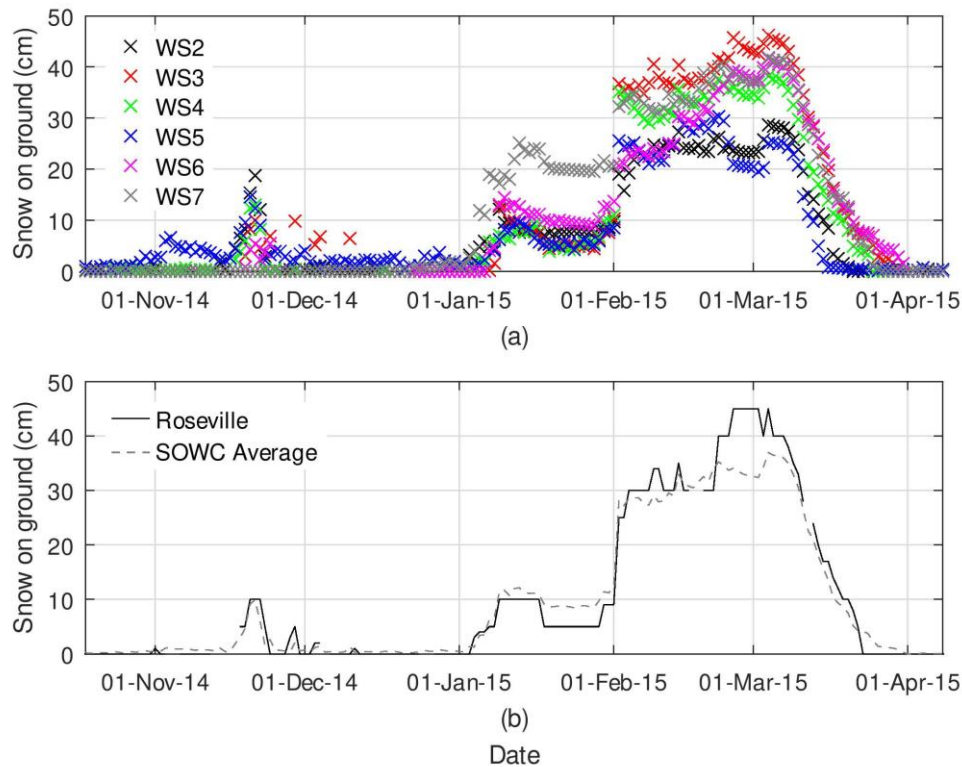 Snow on ground (cm)
50
40
30
20
10
0
WS2
WS3
WS4
WS5
WS6
WS7
01-Nov-14 01-Dec-14 01-Jan-15 01-Feb-15 01-Mar-15 01-Apr-15
(a)
Snow on ground (cm)
50
40
30
20
10
0
Roseville
SOWC Average
01-Nov-14 01-Dec-14 01-Jan-15 01-Feb-15 01-Mar-15 01-Apr-15
(b)
Date